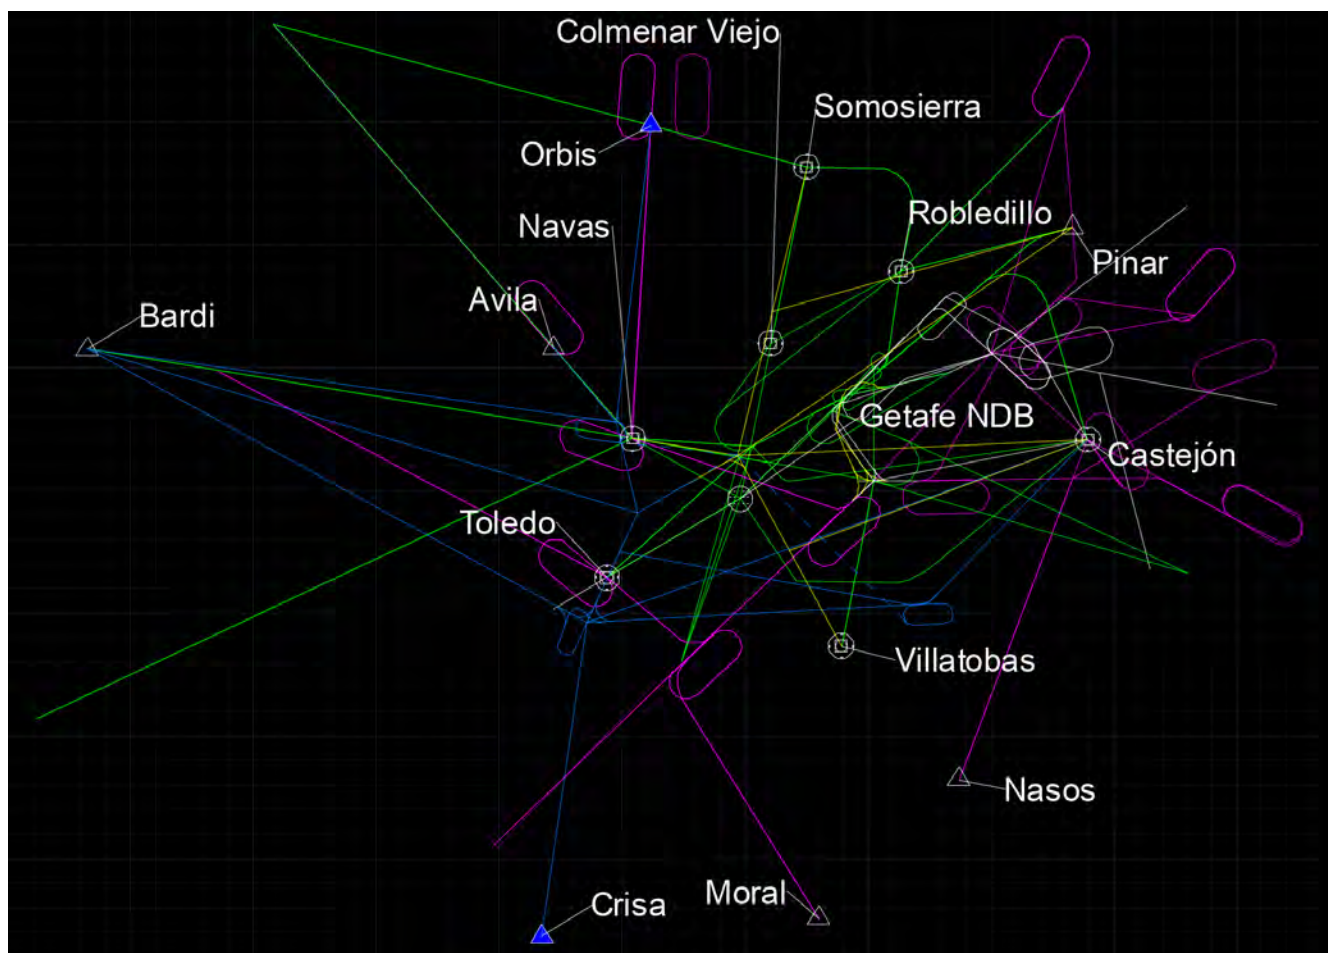 Colmenar Viejo
Somosierra
Orbis
Navas
Robledillo
Pinar
Avila
Bardi
Getafe NDB
Castejón
Toledo
Villatobas
Nasos
Moral
Crisa